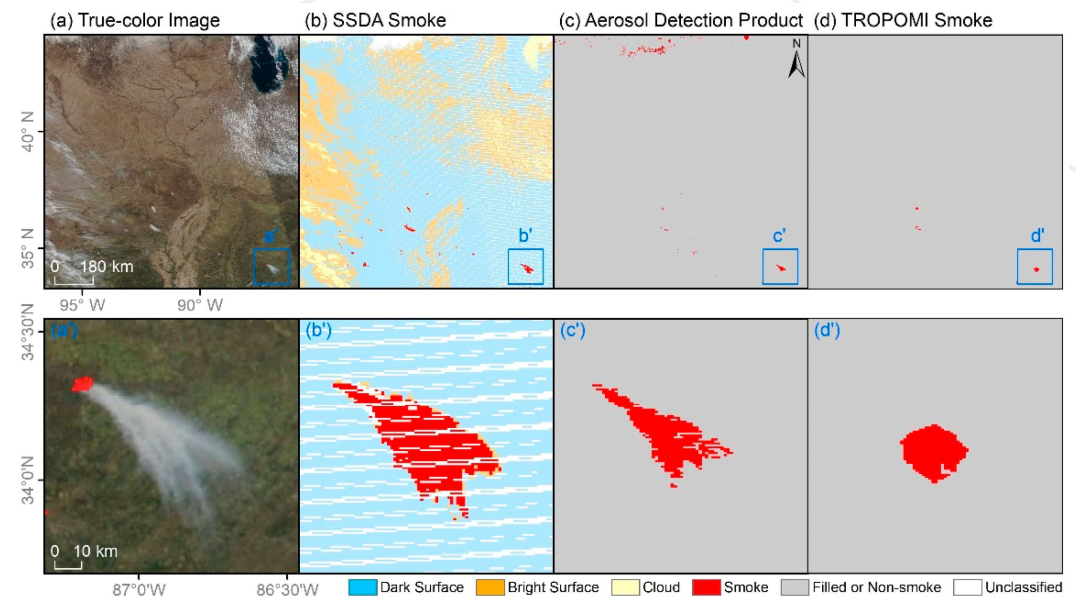 (a) True-color Image (b) SSDA Smoke (c) Aerosol Detection Product (d) TROPOMI Smoke
N
40° N
35° N
a' b' c' d'
0 180 km
95° W 90° W
(a') (b') (c') (d')
34°30'N
34°0'N
0 10 km
87°0'W 86°30'W
Dark Surface Bright Surface Cloud Smoke Filled or Non-smoke Unclassified